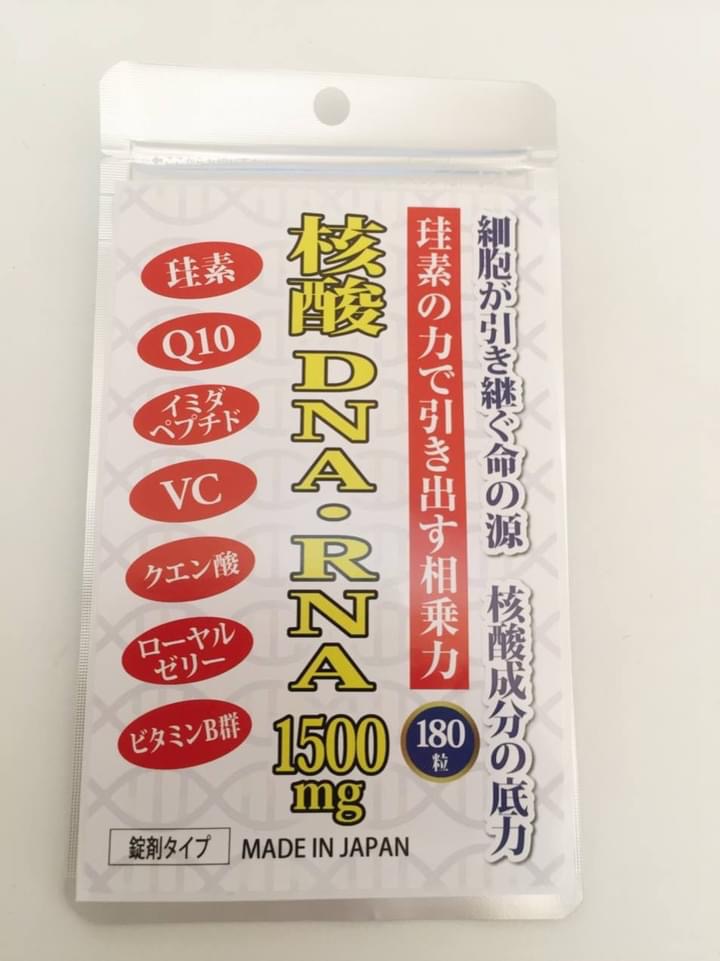 細胞が引き継ぐ命の源 核酸成分の底力
珪素の力で引き出す相乗力
180
粒
核酸DNA・RNA
1500
mg
珪素
Q10
イミダ
ペプチド
VC
クエン酸
ローヤル
ゼリー
ビタミンB群
錠剤タイプ
MADE IN JAPAN